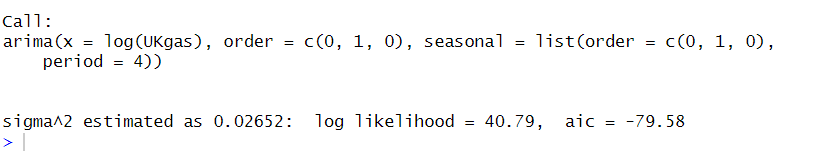 Call:
arima(x = log(UKgas), order = c(0, 1, 0), seasonal = list(order = c(0, 1, 0),
    period = 4))
sigma^2 estimated as 0.02652:  log likelihood = 40.79,  aic = -79.58
>